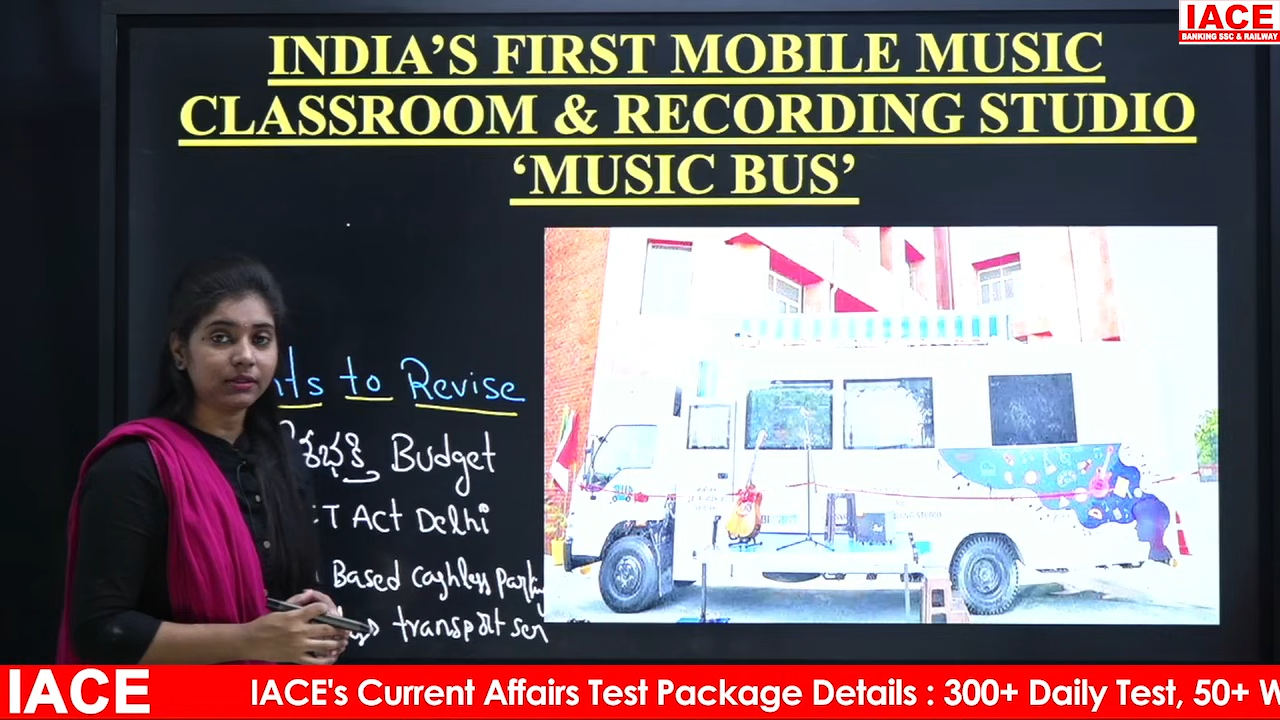 IACE
BANKING SSC & RAILWAY
INDIA'S FIRST MOBILE MUSIC
CLASSROOM & RECORDING STUDIO
‘MUSIC BUS’
to Revise
Budget
T Act Delhi
Based cashless
transport
IACE
IACE's Current Affairs Test Package Details : 300+ Daily Test, 50+ W